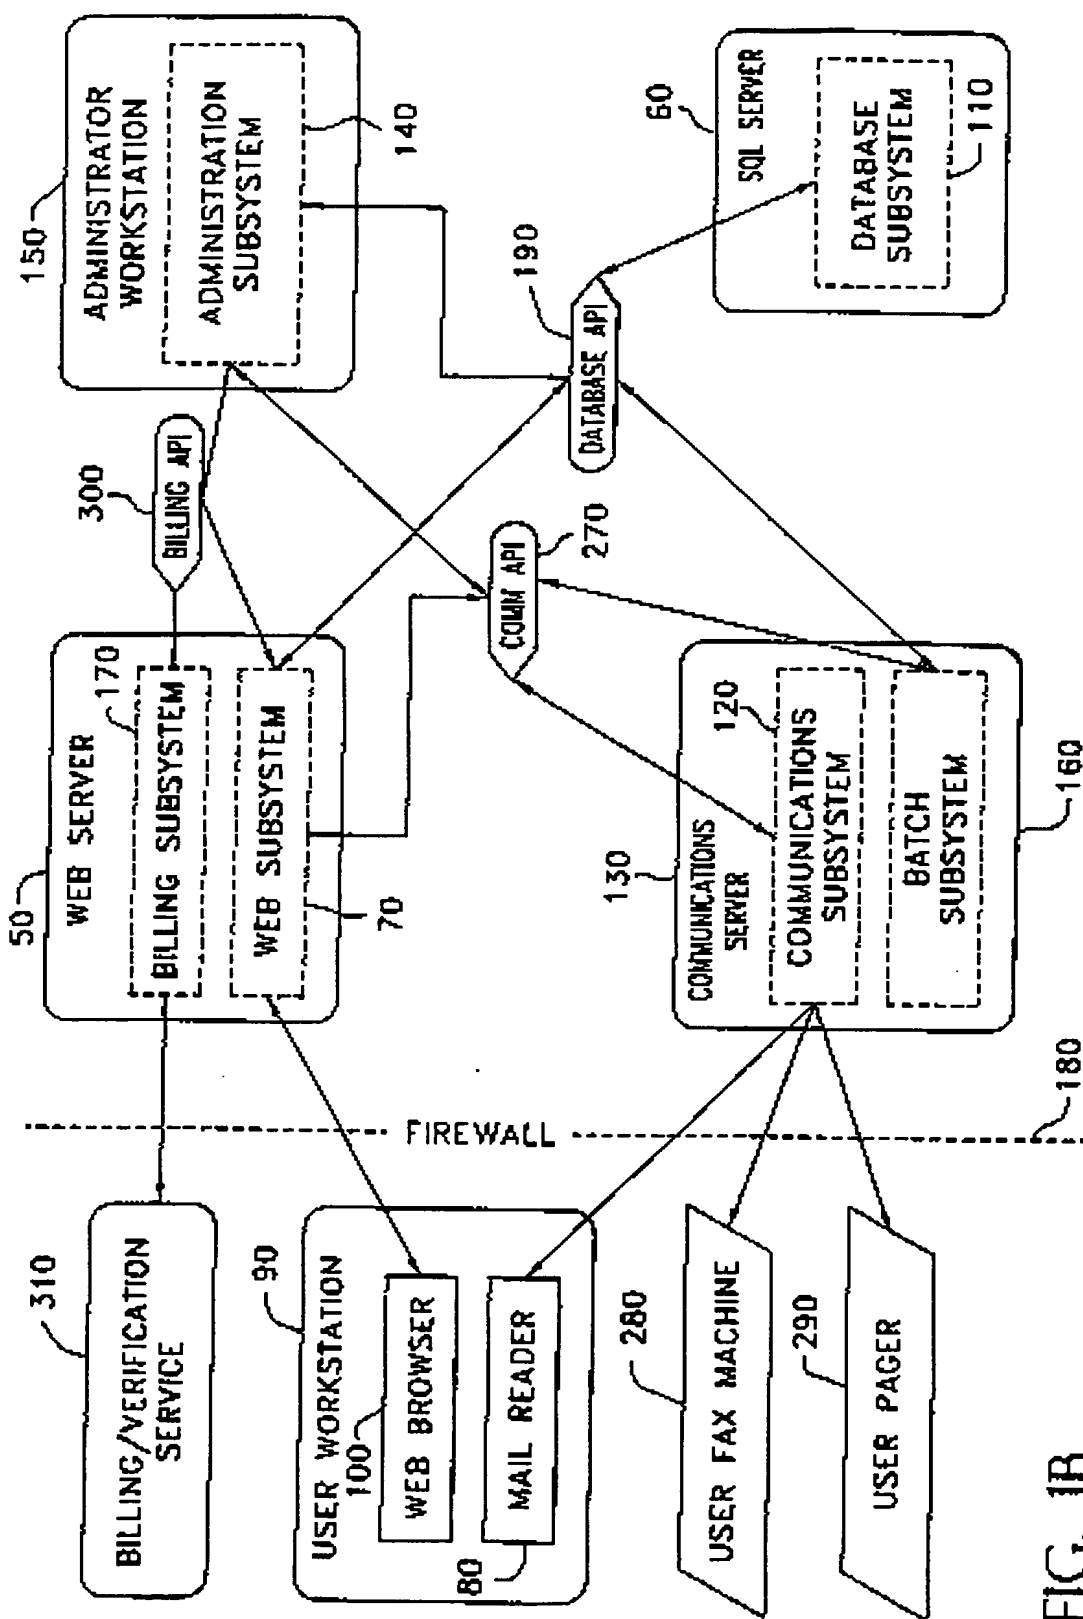 310
BILLING/VERIFICATION
SERVICE
50
WEB SERVER
170
BILLING SUBSYSTEM
WEB SUBSYSTEM
70
300
BILLING API
150
ADMINISTRATOR
WORKSTATION
ADMINISTRATION
SUBSYSTEM
140
90
USER WORKSTATION
100
WEB BROWSER
MAIL READER
80
FIREWALL
180
COMM API
270
DATABASE API
190
280
USER FAX MACHINE
290
USER PAGER
130
COMMUNICATIONS
SERVER
120
COMMUNICATIONS
SUBSYSTEM
BATCH
SUBSYSTEM
160
60
SQL SERVER
DATABASE
SUBSYSTEM
110
FIG. 1B